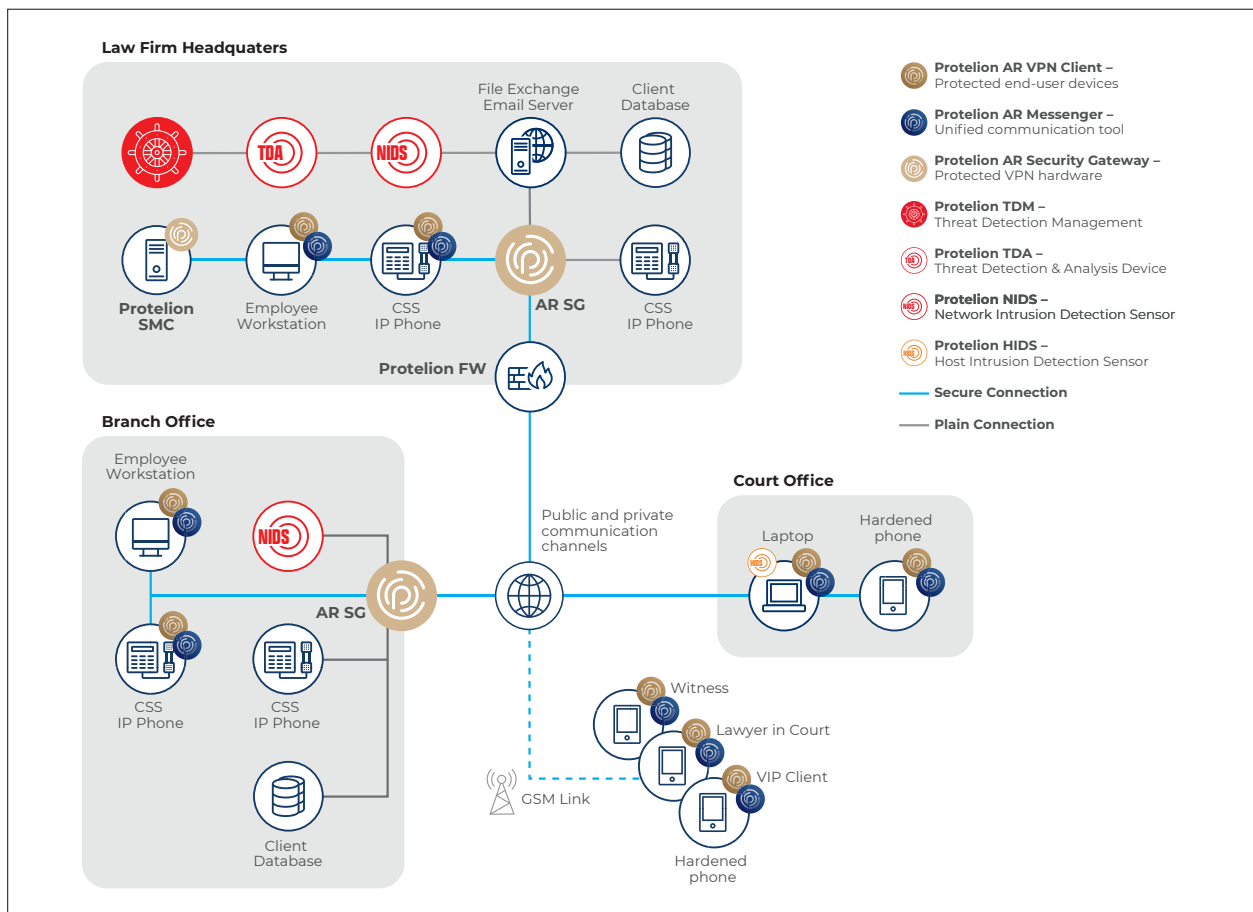 Law Firm Headquaters
File Exchange
Email Server
Client
Database
TDA
NIDS
Protelion
SMC
Employee
Workstation
CSS
IP Phone
AR SG
CSS
IP Phone
Protelion FW
Protelion AR VPN Client –
Protected end-user devices
Protelion AR Messenger –
Unified communication tool
Protelion AR Security Gateway –
Protected VPN hardware
Protelion TDM –
Threat Detection Management
TDA
Protelion TDA –
Threat Detection & Analysis Device
NIDS
Protelion NIDS –
Network Intrusion Detection Sensor
HIDS
Protelion HIDS –
Host Intrusion Detection Sensor
Secure Connection
Plain Connection
Branch Office
Employee
Workstation
NIDS
AR SG
CSS
IP Phone
CSS
IP Phone
Client
Database
Public and private
communication
channels
Court Office
Laptop
HIDS
Hardened
phone
GSM Link
Witness
Lawyer in Court
VIP Client
Hardened
phone